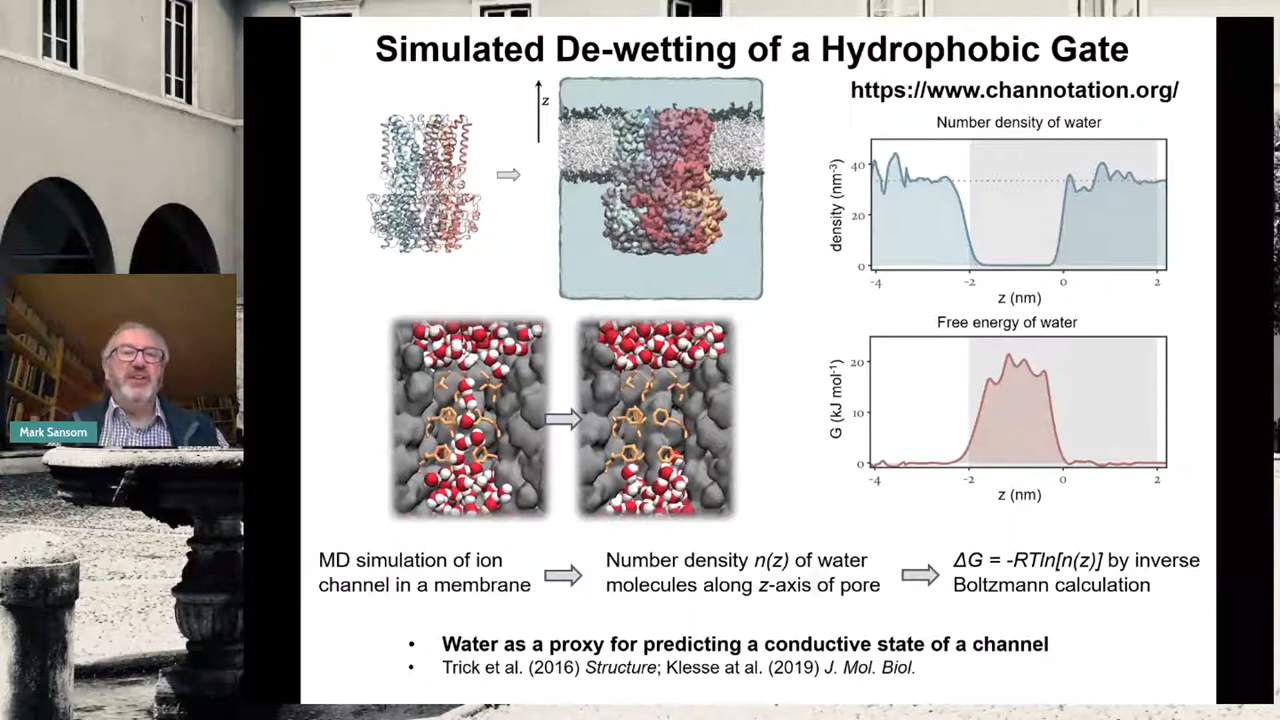 Simulated De-wetting of a Hydrophobic Gate
https://www.channotation.org/
z
Number density of water
density (nm-3)
40
20
0
-4 -2 0 2
z (nm)
Free energy of water
G (kJ mol-1)
20
10
0
-4 -2 0 2
z (nm)
Mark Sansom
MD simulation of ion
channel in a membrane
Number density n(z) of water
molecules along z-axis of pore
ΔG = -RTln[n(z)] by inverse
Boltzmann calculation
• Water as a proxy for predicting a conductive state of a channel
• Trick et al. (2016) Structure; Klesse at al. (2019) J. Mol. Biol.